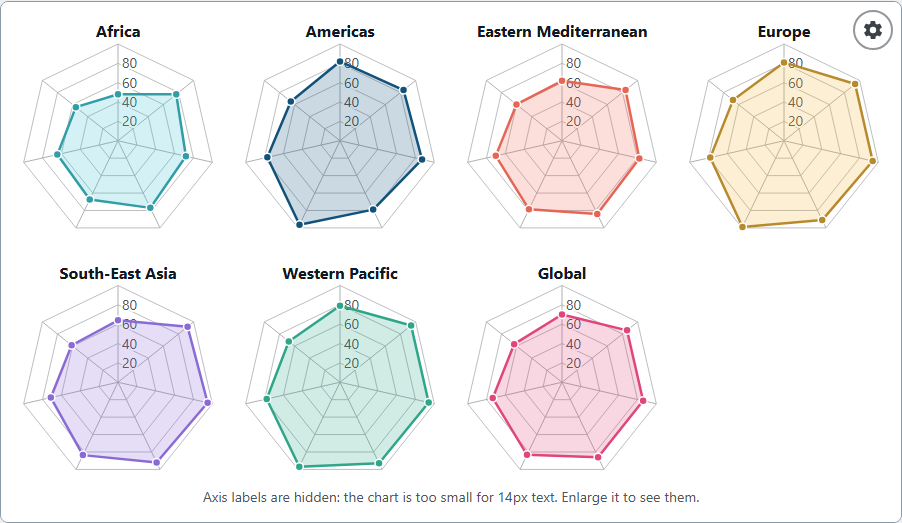 Africa Americas Eastern Mediterranean Europe
80 80 80 80
60 60 60 60
40 40 40 40
20 20 20 20
South-East Asia Western Pacific Global
80 80 80
60 60 60
40 40 40
20 20 20
Axis labels are hidden: the chart is too small for 14px text. Enlarge it to see them.